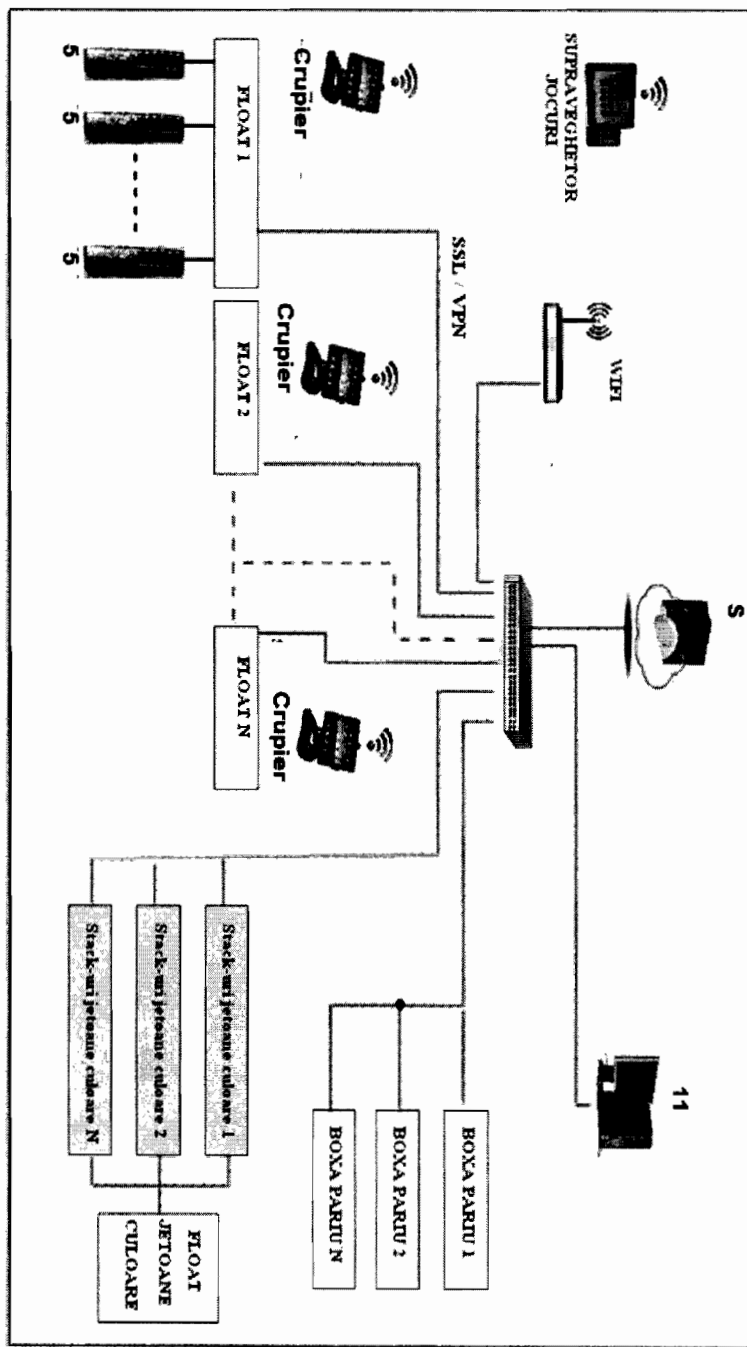 S
11
WIFI
SUPRAVEGHETOR
JOCURI
SSL / VPN
BOXA PARIU 1
BOXA PARIU 2
BOXA PARIU N
Crupier
Crupier
Crupier
FLOAT 1
FLOAT 2
FLOAT N
Stack-uri jetoane culoare 1
Stack-uri jetoane culoare 2
Stack-uri jetoane culoare N
FLOAT
JETOANE
CULOARE
5
5
5